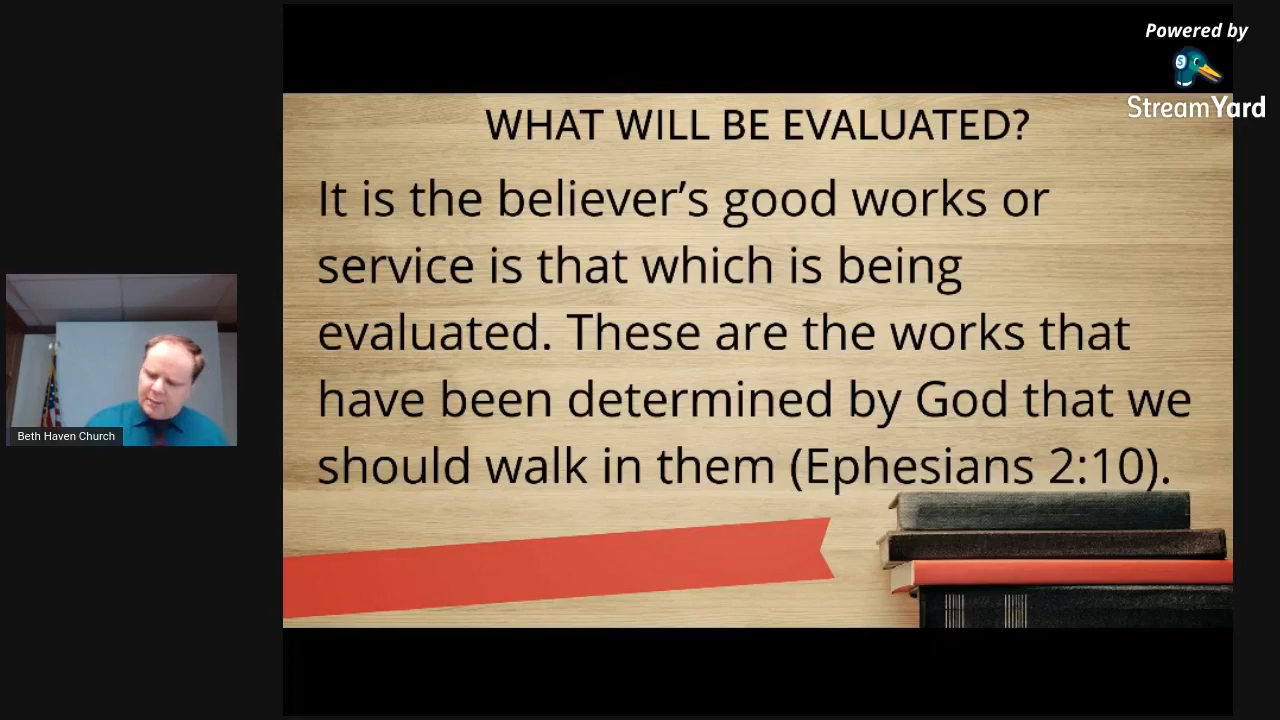 Powered by
StreamYard
WHAT WILL BE EVALUATED?
It is the believer’s good works or
service is that which is being
evaluated. These are the works that
have been determined by God that we
should walk in them (Ephesians 2:10).
Beth Haven Church